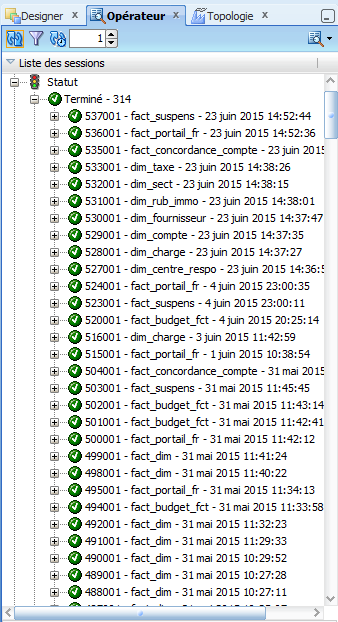 Designer Opérateur Topologie
1
Liste des sessions
Statut
Terminé - 314
537001 - fact_suspens - 23 juin 2015 14:52:44
536001 - fact_portail_fr - 23 juin 2015 14:52:36
535001 - fact_concordance_compte - 23 juin 2015
533001 - dim_taxe - 23 juin 2015 14:38:26
532001 - dim_sect - 23 juin 2015 14:38:15
531001 - dim_rub_immo - 23 juin 2015 14:38:01
530001 - dim_fournisseur - 23 juin 2015 14:37:47
529001 - dim_compte - 23 juin 2015 14:37:35
528001 - dim_charge - 23 juin 2015 14:37:27
527001 - dim_centre_respo - 23 juin 2015 14:36:5
524001 - fact_portail_fr - 4 juin 2015 23:00:35
523001 - fact_suspens - 4 juin 2015 23:00:11
520001 - fact_budget_fct - 4 juin 2015 20:25:14
516001 - dim_charge - 3 juin 2015 11:42:59
515001 - fact_portail_fr - 1 juin 2015 10:38:54
504001 - fact_concordance_compte - 31 mai 2015
503001 - fact_suspens - 31 mai 2015 11:45:45
502001 - fact_budget_fct - 31 mai 2015 11:43:14
501001 - fact_budget_fct - 31 mai 2015 11:42:41
500001 - fact_portail_fr - 31 mai 2015 11:42:12
499001 - fact_dim - 31 mai 2015 11:41:24
498001 - fact_dim - 31 mai 2015 11:40:22
495001 - fact_portail_fr - 31 mai 2015 11:34:13
494001 - fact_budget_fct - 31 mai 2015 11:33:58
492001 - fact_dim - 31 mai 2015 11:32:23
491001 - fact_dim - 31 mai 2015 11:29:33
490001 - fact_dim - 31 mai 2015 10:29:52
489001 - fact_dim - 31 mai 2015 10:27:28
488001 - fact_dim - 31 mai 2015 10:27:11